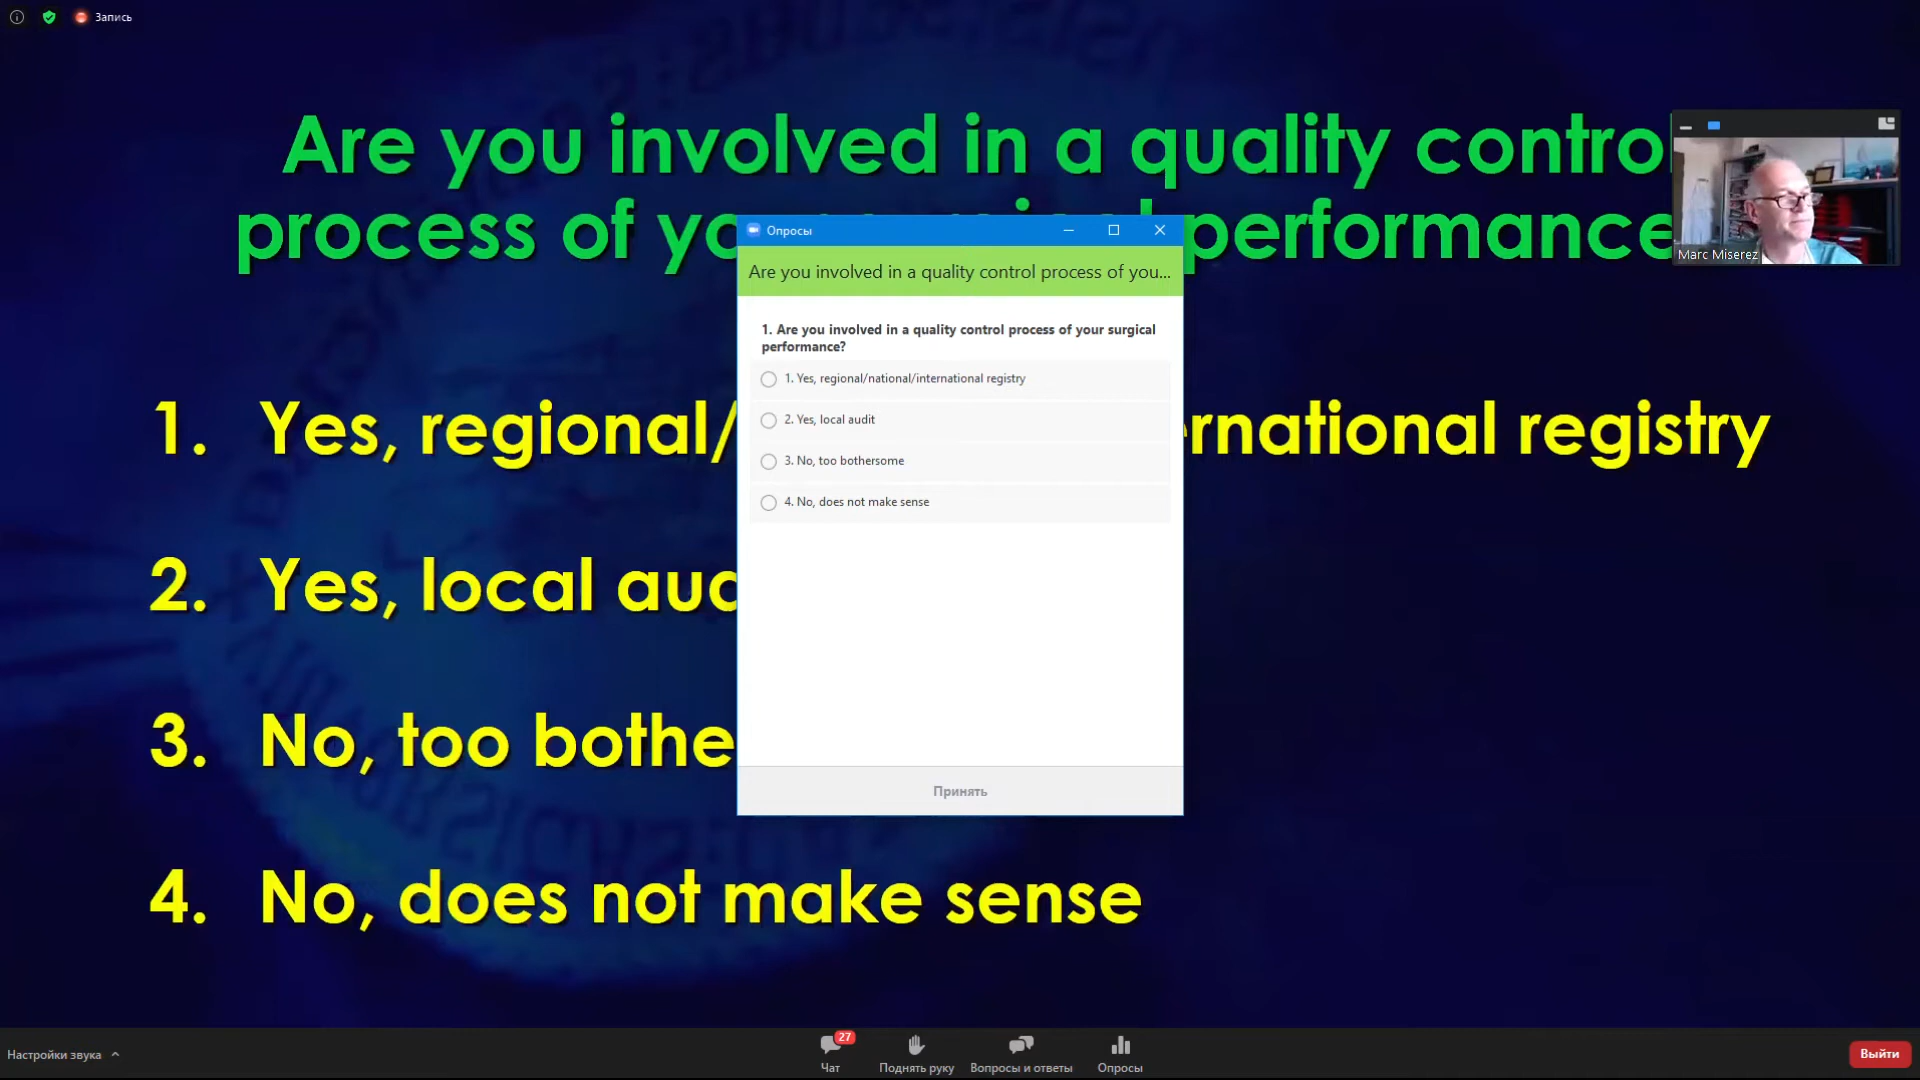 Запись
Are you involved in a quality contro
process of yo performance
Marc Miserez
Опросы
Are you involved in a quality control process of you...
1. Are you involved in a quality control process of your surgical
performance?
1. Yes, regional/national/international registry
2. Yes, local audit
3. No, too bothersome
4. No, does not make sense
Принять
1. Yes, regional/ ernational registry
2. Yes, local aud
3. No, too bothe
4. No, does not make sense
Настройки звука
27
Чат
Поднять руку
Вопросы и ответы
Опросы
Выйти